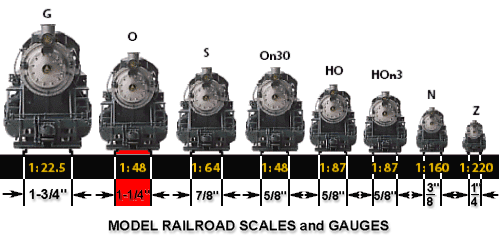 G O S On30 HO HOn3 N Z
1:22.5 1:48 1:64 1:48 1:87 1:87 1:160 1:220
1-3/4" 1-1/4" 7/8" 5/8" 5/8" 5/8" 3/8" 1/4"
MODEL RAILROAD SCALES and GAUGES